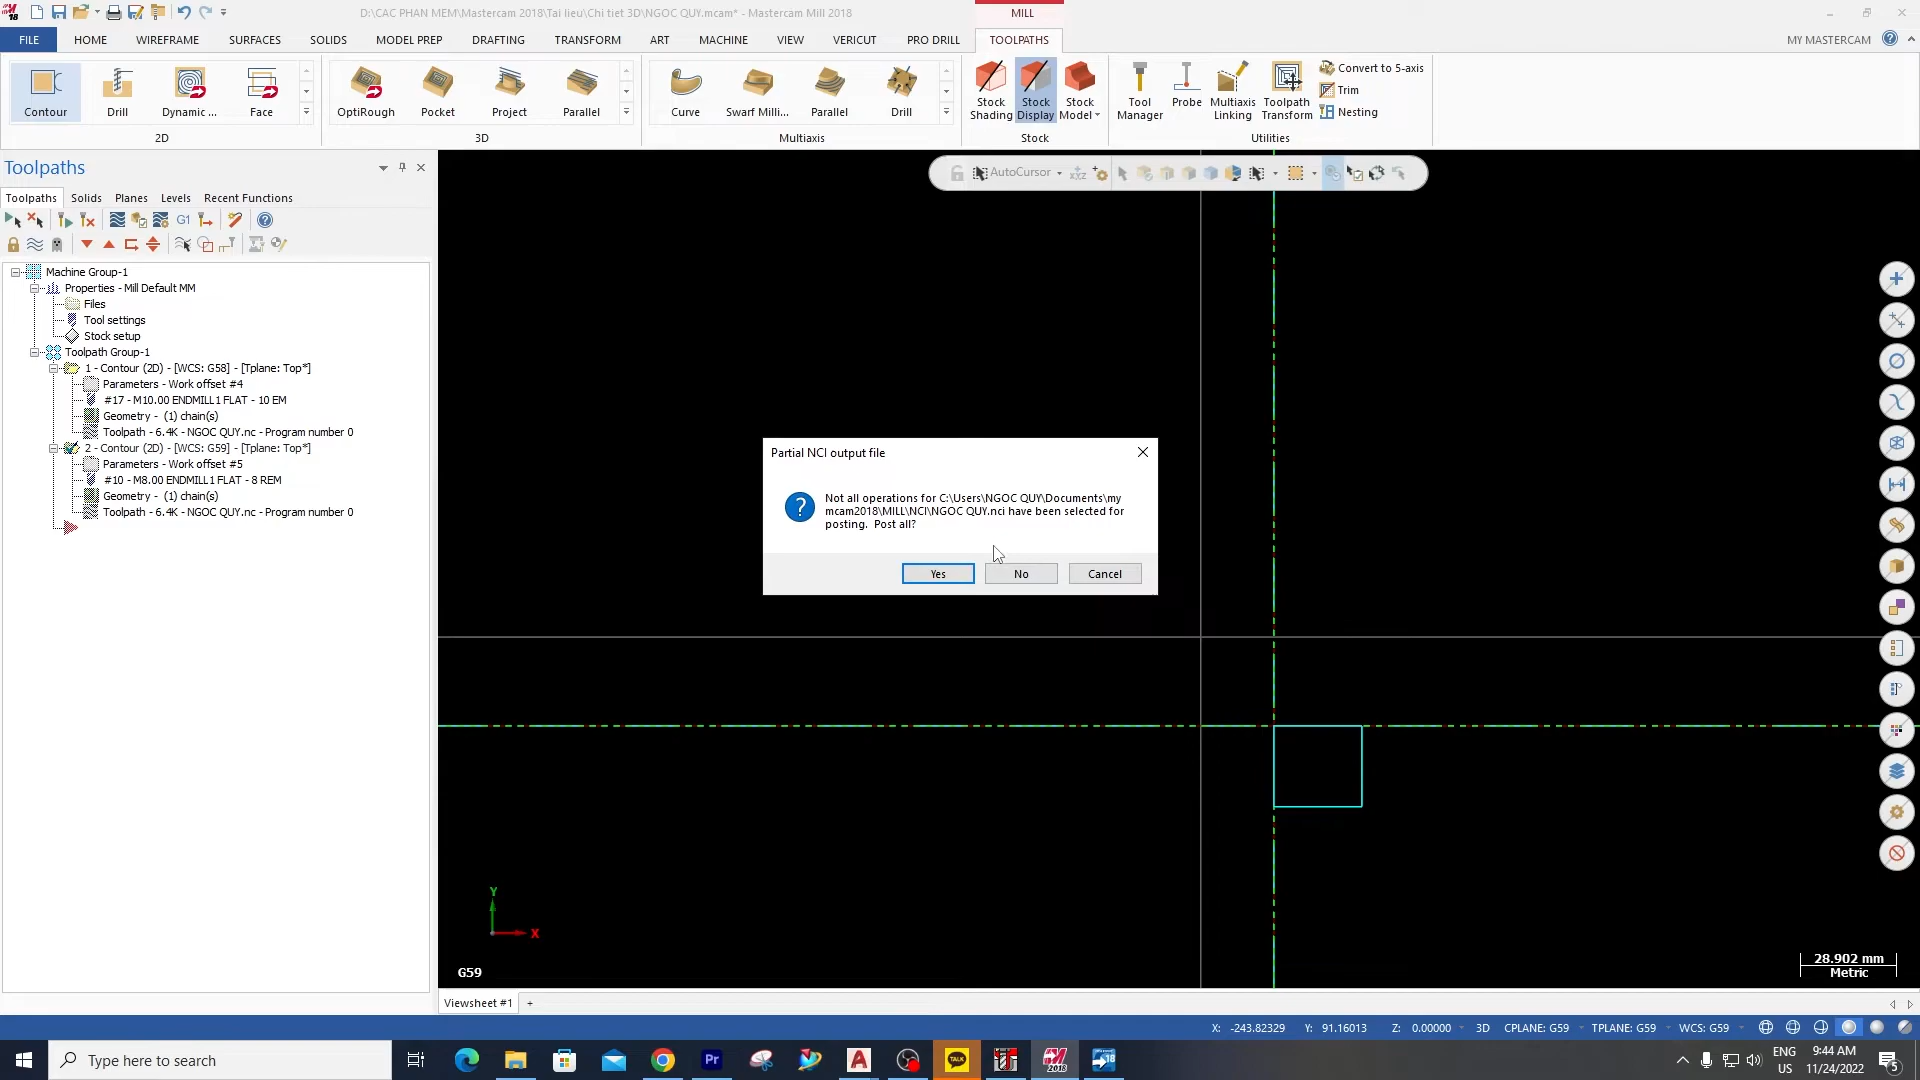 D:\CAC PHAN MEM\Mastercam 2018\Tai lieu\Chi tiet 3D\NGOC QUY.mcam* - Mastercam Mill 2018
MILL
FILE HOME WIREFRAME SURFACES SOLIDS MODEL PREP DRAFTING TRANSFORM ART MACHINE VIEW VERICUT PRO DRILL TOOLPATHS MY MASTERCAM
Contour Drill Dynamic ... Face
2D
OptiRough Pocket Project Parallel
3D
Curve Swarf Milli... Parallel Drill
Multiaxis
Stock Shading
Stock Display
Stock Model
Stock
Tool Manager
Probe
Multiaxis Linking
Toolpath Transform
Convert to 5-axis
Trim
Nesting
Utilities
Toolpaths
Toolpaths Solids Planes Levels Recent Functions
G1
AutoCursor
Machine Group-1
Properties - Mill Default MM
Files
Tool settings
Stock setup
Toolpath Group-1
1 - Contour (2D) - [WCS: G58] - [Tplane: Top*]
Parameters - Work offset #4
#17 - M10.00 ENDMILL1 FLAT - 10 EM
Geometry - (1) chain(s)
Toolpath - 6.4K - NGOC QUY.nc - Program number 0
2 - Contour (2D) - [WCS: G59] - [Tplane: Top*]
Parameters - Work offset #5
#10 - M8.00 ENDMILL1 FLAT - 8 REM
Geometry - (1) chain(s)
Toolpath - 6.4K - NGOC QUY.nc - Program number 0
Partial NCI output file
Not all operations for C:\Users\NGOC QUY\Documents\my
mcam2018\MILL\NCI\NGOC QUY.nci have been selected for
posting. Post all?
Yes No Cancel
Y
X
G59
28.902 mm
Metric
Viewsheet #1 +
X: -243.82329 Y: 91.16013 Z: 0.00000 3D CPLANE: G59 TPLANE: G59 WCS: G59
Type here to search
Pr
TALK
2018
18
ENG
US
9:44 AM
11/24/2022
5